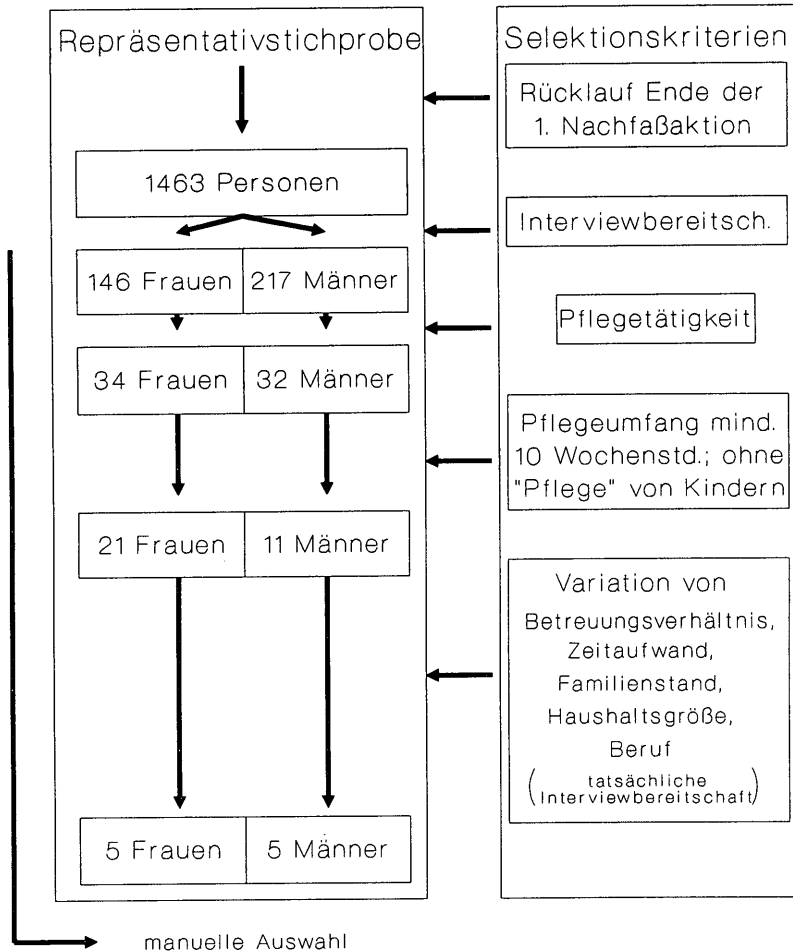 Repräsentativstichprobe
1463 Personen
146 Frauen
217 Männer
34 Frauen
32 Männer
21 Frauen
11 Männer
5 Frauen
5 Männer
manuelle Auswahl
Selektionskriterien
Rücklauf Ende der
1. Nachfaßaktion
Interviewbereitsch.
Pflegetätigkeit
Pflegeumfang mind.
10 Wochenstd.; ohne
"Pflege" von Kindern
Variation von
Betreuungsverhältnis,
Zeitaufwand,
Familienstand,
Haushaltsgröße,
Beruf
(tatsächliche
Interviewbereitschaft)